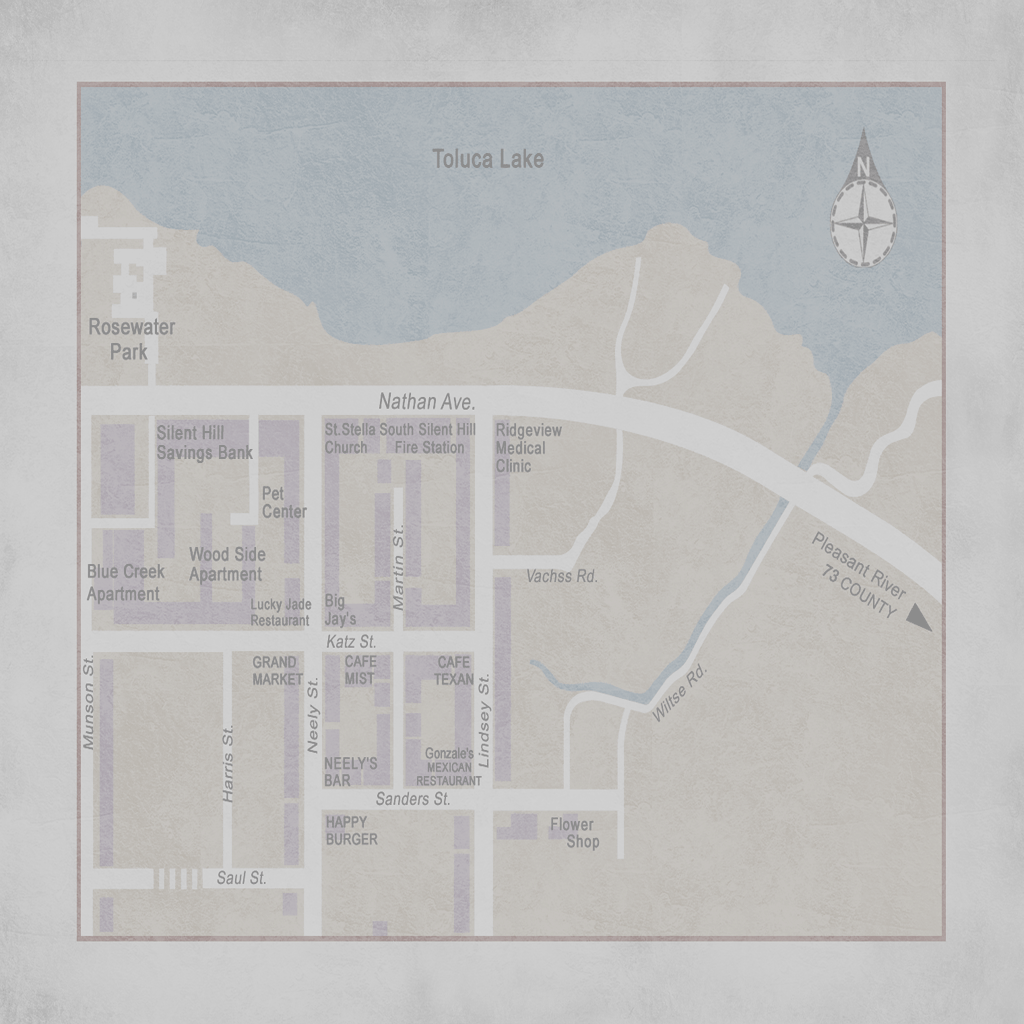 Toluca Lake
N
Rosewater
Park
Nathan Ave.
Silent Hill
Savings Bank
St.Stella
Church
South Silent Hill
Fire Station
Ridgeview
Medical
Clinic
Pet
Center
Martin St.
Wood Side
Apartment
Blue Creek
Apartment
Vachss Rd.
Pleasant River
73 COUNTY
Lucky Jade
Restaurant
Big
Jay's
Katz St.
Munson St.
GRAND
MARKET
CAFE
MIST
CAFE
TEXAN
Neely St.
Lindsey St.
Wiltse Rd.
Harris St.
NEELY'S
BAR
Gonzale's
MEXICAN
RESTAURANT
Sanders St.
HAPPY
BURGER
Flower
Shop
Saul St.